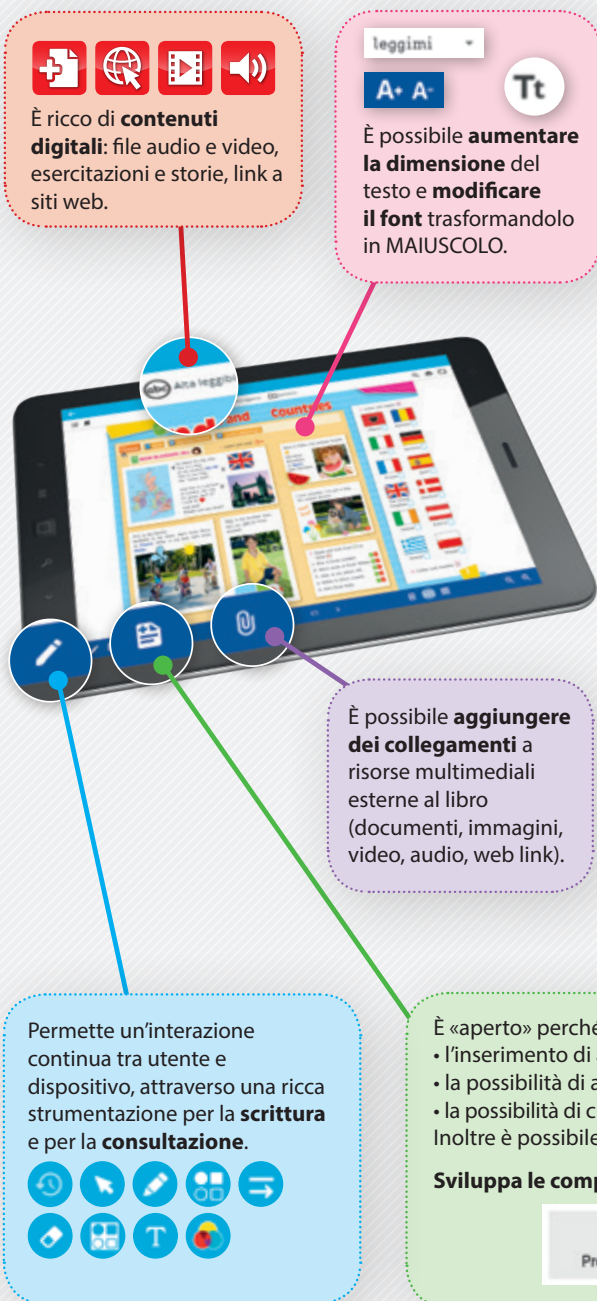 È ricco di contenuti
digitali: file audio e video,
esercitazioni e storie, link a
siti web.
leggimi
A+ A-
Tt
È possibile aumentare
la dimensione del
testo e modificare
il font trasformandolo
in MAIUSCOLO.
abc Alta leggibi
and Countries
È possibile aggiungere
dei collegamenti a
risorse multimediali
esterne al libro
(documenti, immagini,
video, audio, web link).
Permette un'interazione
continua tra utente e
dispositivo, attraverso una ricca
strumentazione per la scrittura
e per la consultazione.
T
È «aperto» perché
• l'inserimento di
• la possibilità di a
• la possibilità di c
Inoltre è possibile
Sviluppa le comp
Pr